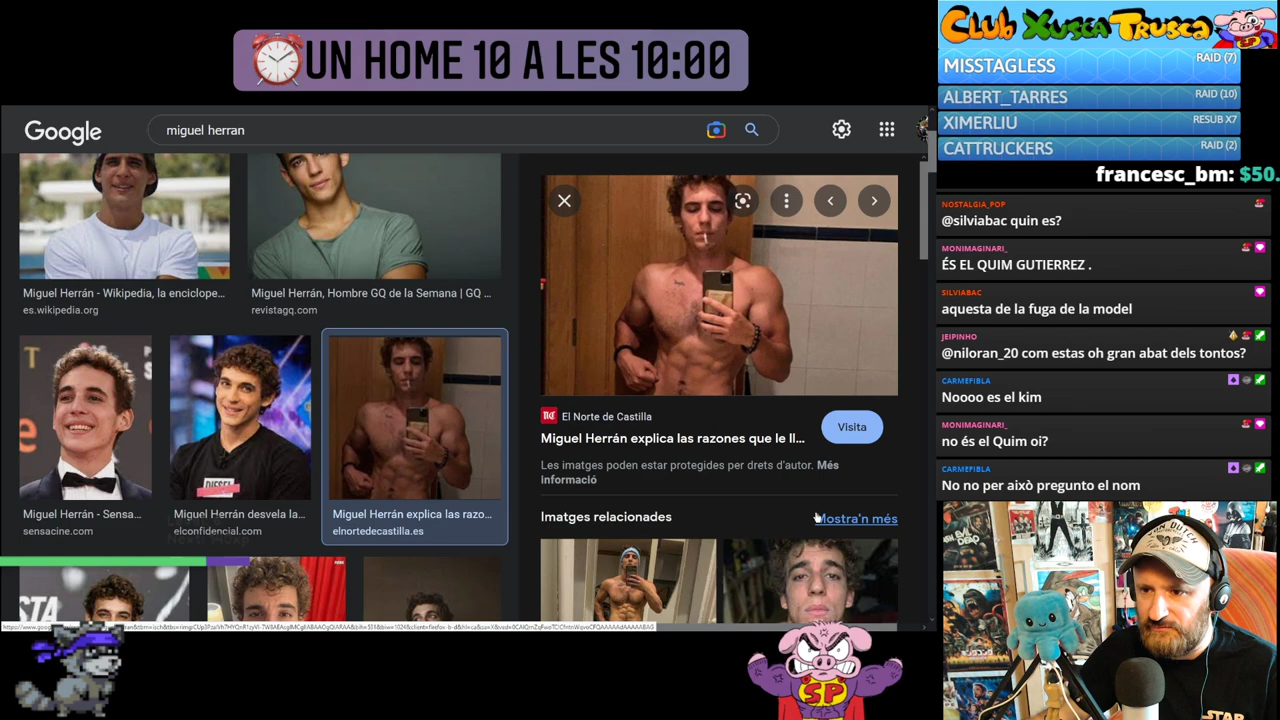 UN HOME 10 A LES 10:00
Google
miguel herran
Miguel Herrán - Wikipedia, la enciclope...
es.wikipedia.org
Miguel Herrán, Hombre GQ de la Semana | GQ ...
revistagq.com
Miguel Herrán - Sensa...
sensacine.com
DIESEL
Miguel Herrán desvela la...
elconfidencial.com
Miguel Herrán explica las razo...
elnortedecastilla.es
El Norte de Castilla
Miguel Herrán explica las razones que le ll...
Visita
Les imatges poden estar protegides per drets d'autor. Més
informació
Imatges relacionades
Mostra'n més
Club Xusca Trusca
SP
MISSTAGLESS
RAID (7)
ALBERT_TARRES
RAID (10)
XIMERLIU
RESUB X7
CATTRUCKERS
RAID (2)
francesc_bm: $50.
NOSTALGIA_POP
@silviabac quin es?
MONIMAGINARI_
ÉS EL QUIM GUTIERREZ .
SILVIABAC
aquesta de la fuga de la model
JEIPINHO
@niloran_20 com estas oh gran abat dels tontos?
CARMEFIBLA
Noooo es el kim
MONIMAGINARI_
no és el Quim oi?
CARMEFIBLA
No no per això pregunto el nom
SP